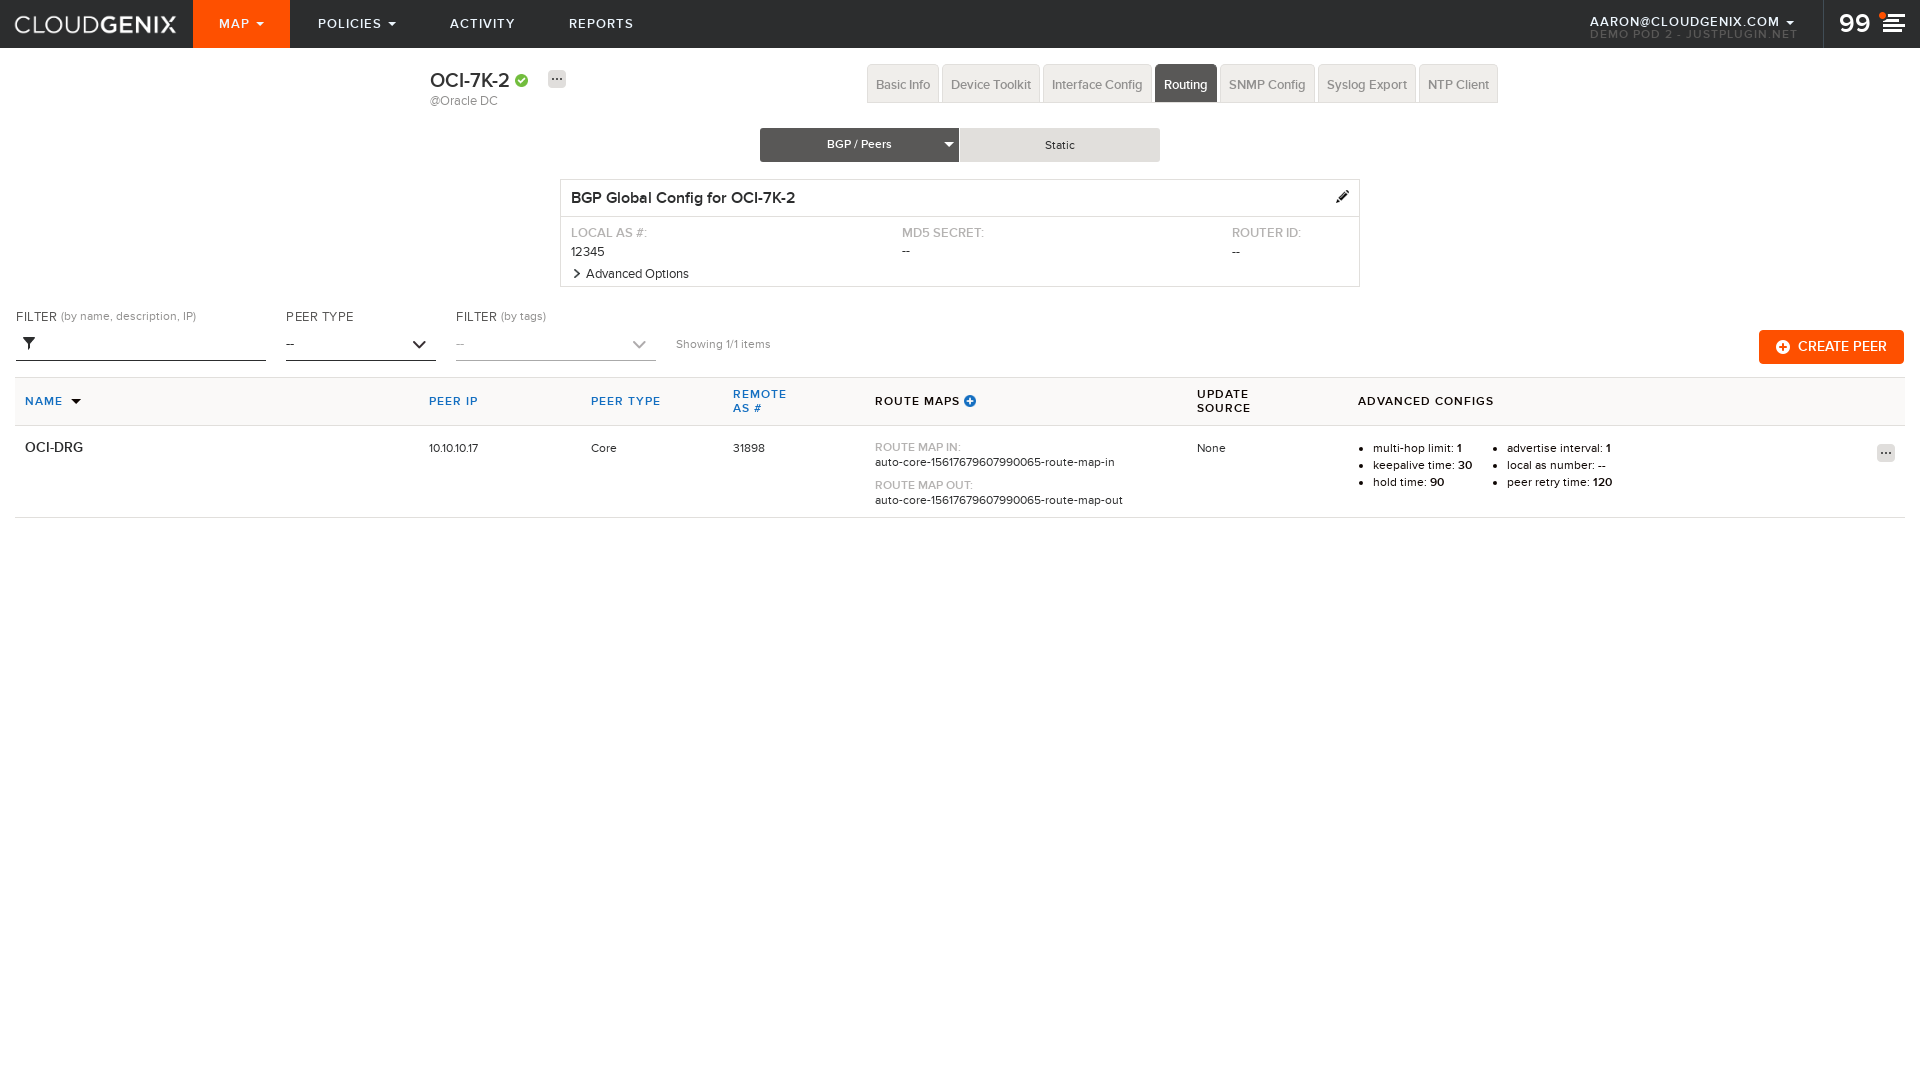 CLOUDGENIX MAP POLICIES ACTIVITY REPORTS AARON@CLOUDGENIX.COM 99
DEMO POD 2 - JUSTPLUGIN.NET
OCI-7K-2
@Oracle DC
Basic Info Device Toolkit Interface Config Routing SNMP Config Syslog Export NTP Client
BGP / Peers Static
BGP Global Config for OCI-7K-2
LOCAL AS #: MD5 SECRET: ROUTER ID:
12345 -- --
Advanced Options
FILTER (by name, description, IP) PEER TYPE FILTER (by tags)
-- -- Showing 1/1 items CREATE PEER
NAME PEER IP PEER TYPE REMOTE AS # ROUTE MAPS UPDATE SOURCE ADVANCED CONFIGS
OCI-DRG 10.10.10.17 Core 31898 ROUTE MAP IN: None multi-hop limit: 1 advertise interval: 1
auto-core-15617679607990065-route-map-in keepalive time: 30 local as number: --
ROUTE MAP OUT: hold time: 90 peer retry time: 120
auto-core-15617679607990065-route-map-out